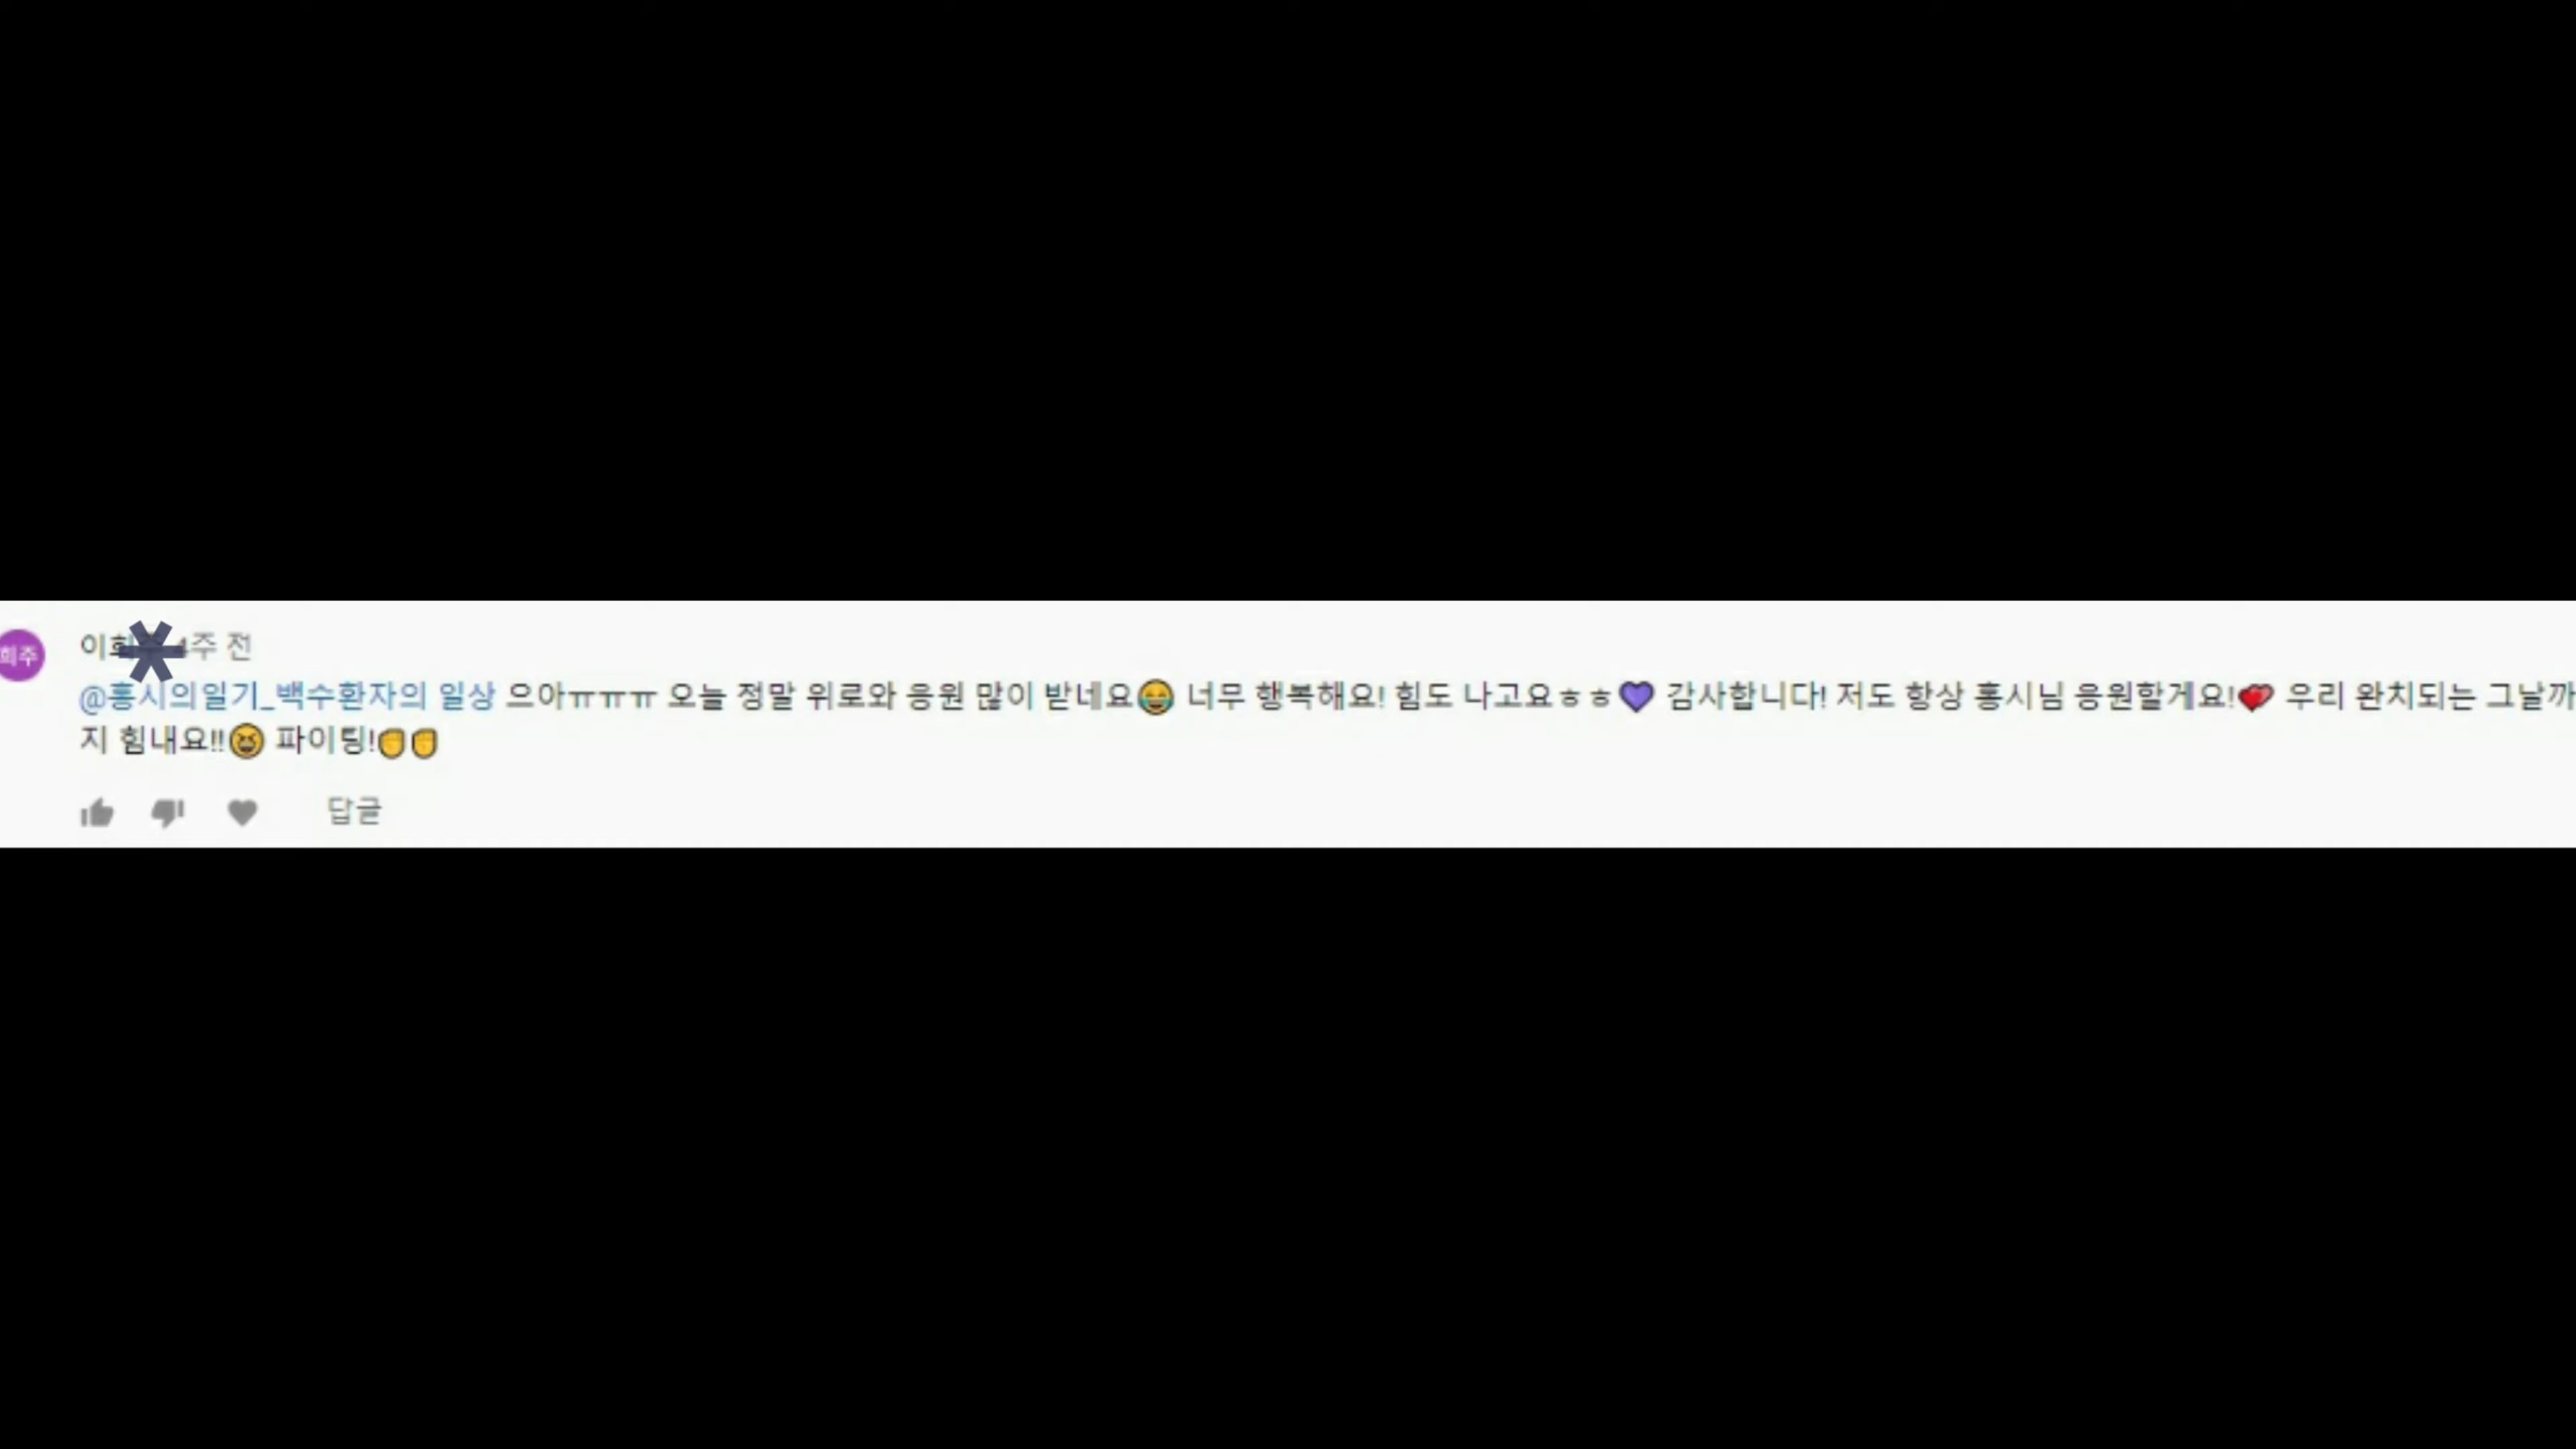 희주
이희* 4주 전
@홍시의일기_백수환자의 일상 으아ㅠㅠㅠ 오늘 정말 위로와 응원 많이 받네요😂 너무 행복해요! 힘도 나고요ㅎㅎ💜 감사합니다! 저도 항상 홍시님 응원할게요!💕 우리 완치되는 그날까
지 힘내요!!😆 파이팅!✊✊
답글